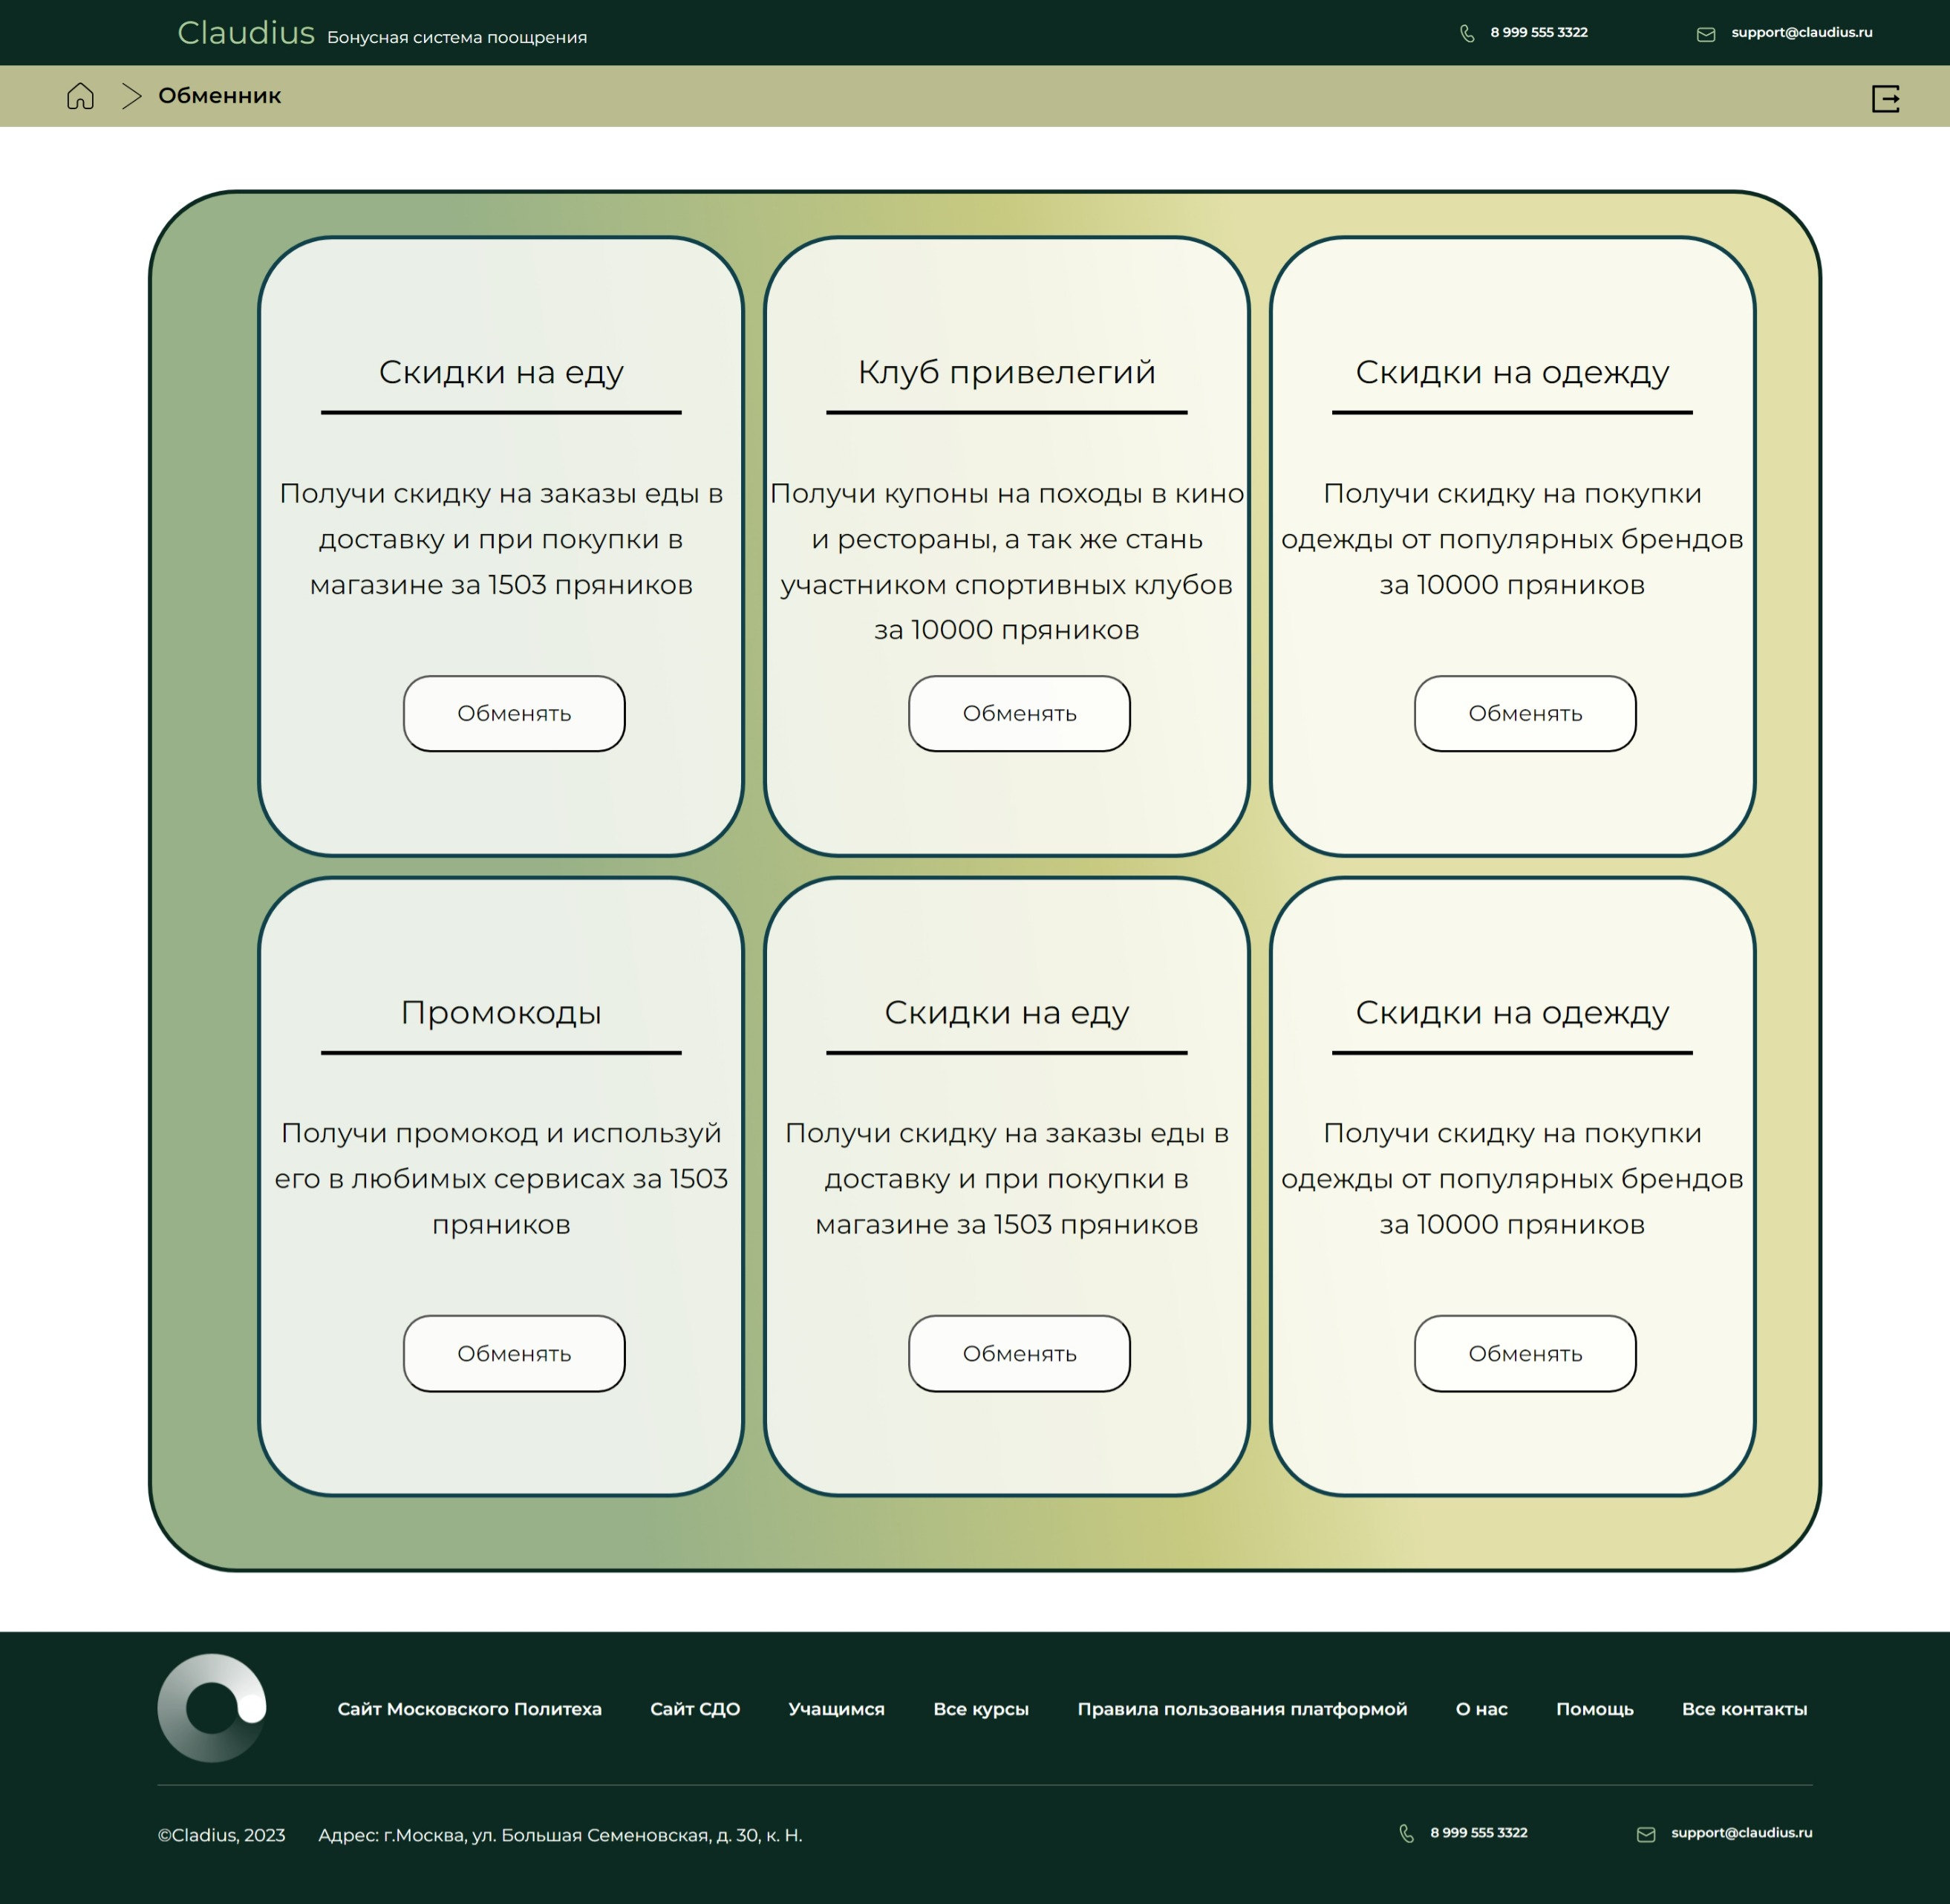 Claudius Бонусная система поощрения
8 999 555 3322
support@claudius.ru
Обменник
Скидки на еду
Получи скидку на заказы еды в
доставку и при покупки в
магазине за 1503 пряников
Обменять
Клуб привелегий
Получи купоны на походы в кино
и рестораны, а так же стань
участником спортивных клубов
за 10000 пряников
Обменять
Скидки на одежду
Получи скидку на покупки
одежды от популярных брендов
за 10000 пряников
Обменять
Промокоды
Получи промокод и используй
его в любимых сервисах за 1503
пряников
Обменять
Скидки на еду
Получи скидку на заказы еды в
доставку и при покупки в
магазине за 1503 пряников
Обменять
Скидки на одежду
Получи скидку на покупки
одежды от популярных брендов
за 10000 пряников
Обменять
Сайт Московского Политеха
Сайт СДО
Учащимся
Все курсы
Правила пользования платформой
О нас
Помощь
Все контакты
©Cladius, 2023
Адрес: г.Москва, ул. Большая Семеновская, д. 30, к. Н.
8 999 555 3322
support@claudius.ru